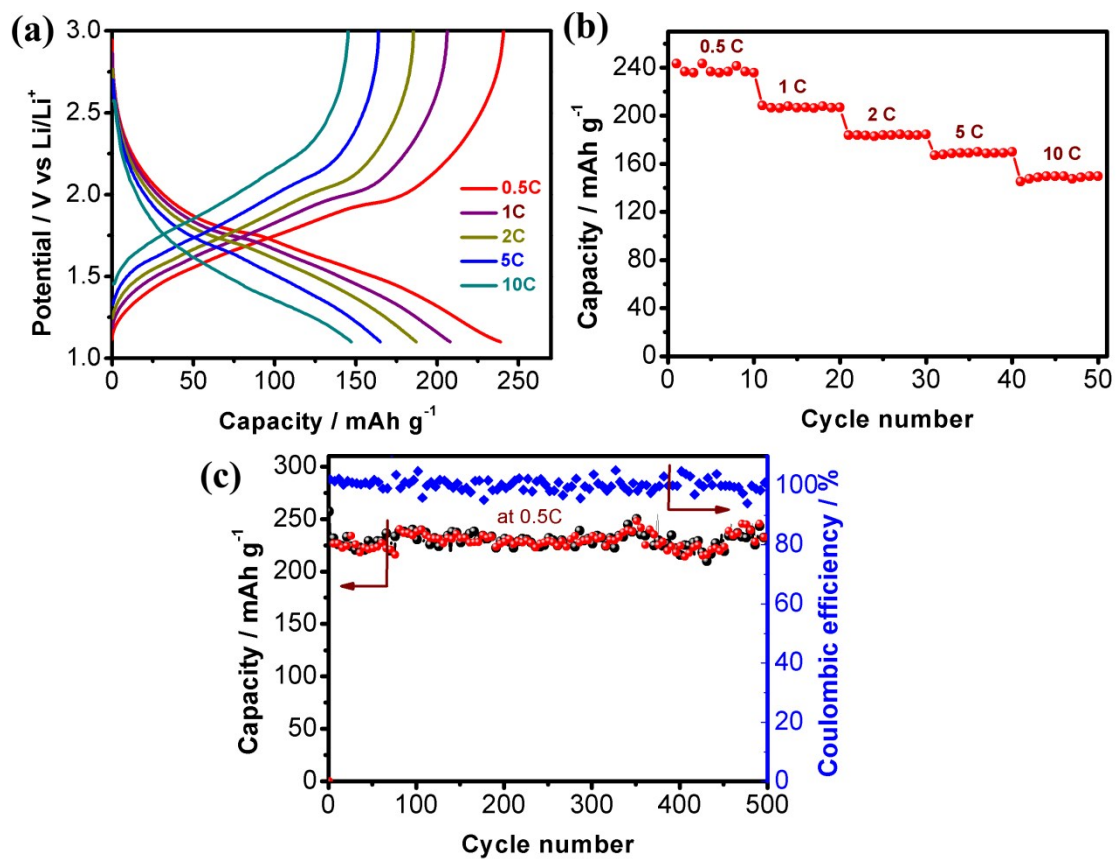 (a)
3.0
2.5
2.0
1.5
1.0
Potential / V vs Li/Li⁺
0.5C
1C
2C
5C
10C
0 50 100 150 200 250
Capacity / mAh g⁻¹
(b)
240
200
160
120
80
40
0
Capacity / mAh g⁻¹
0.5 C
1 C
2 C
5 C
10 C
0 10 20 30 40 50
Cycle number
(c)
300
250
200
150
100
50
0
Capacity / mAh g⁻¹
at 0.5C
100
80
60
40
20
0
Coulombic efficiency / %
0 100 200 300 400 500
Cycle number